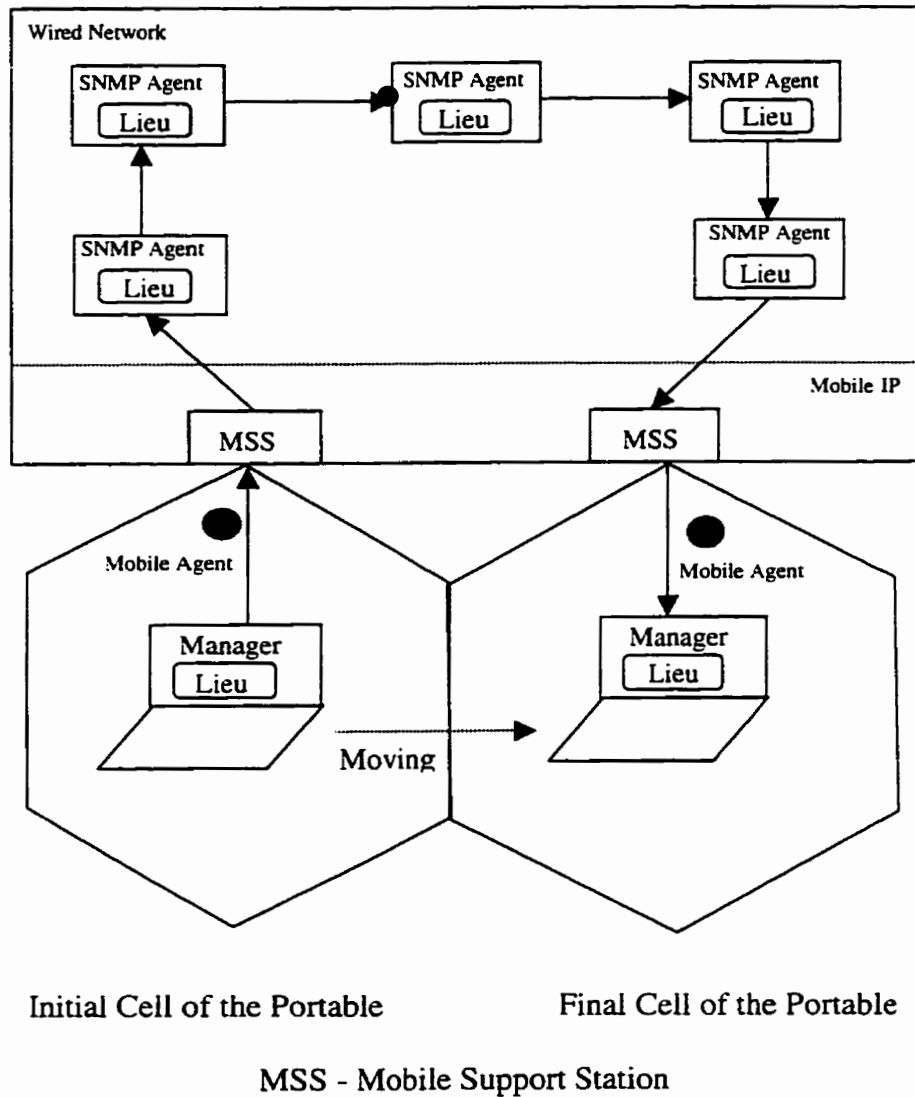 Wired Network
SNMP Agent
Lieu
SNMP Agent
Lieu
SNMP Agent
Lieu
SNMP Agent
Lieu
SNMP Agent
Lieu
Mobile IP
MSS
MSS
Mobile Agent
Mobile Agent
Manager
Lieu
Manager
Lieu
Moving
Initial Cell of the Portable
Final Cell of the Portable
MSS - Mobile Support Station